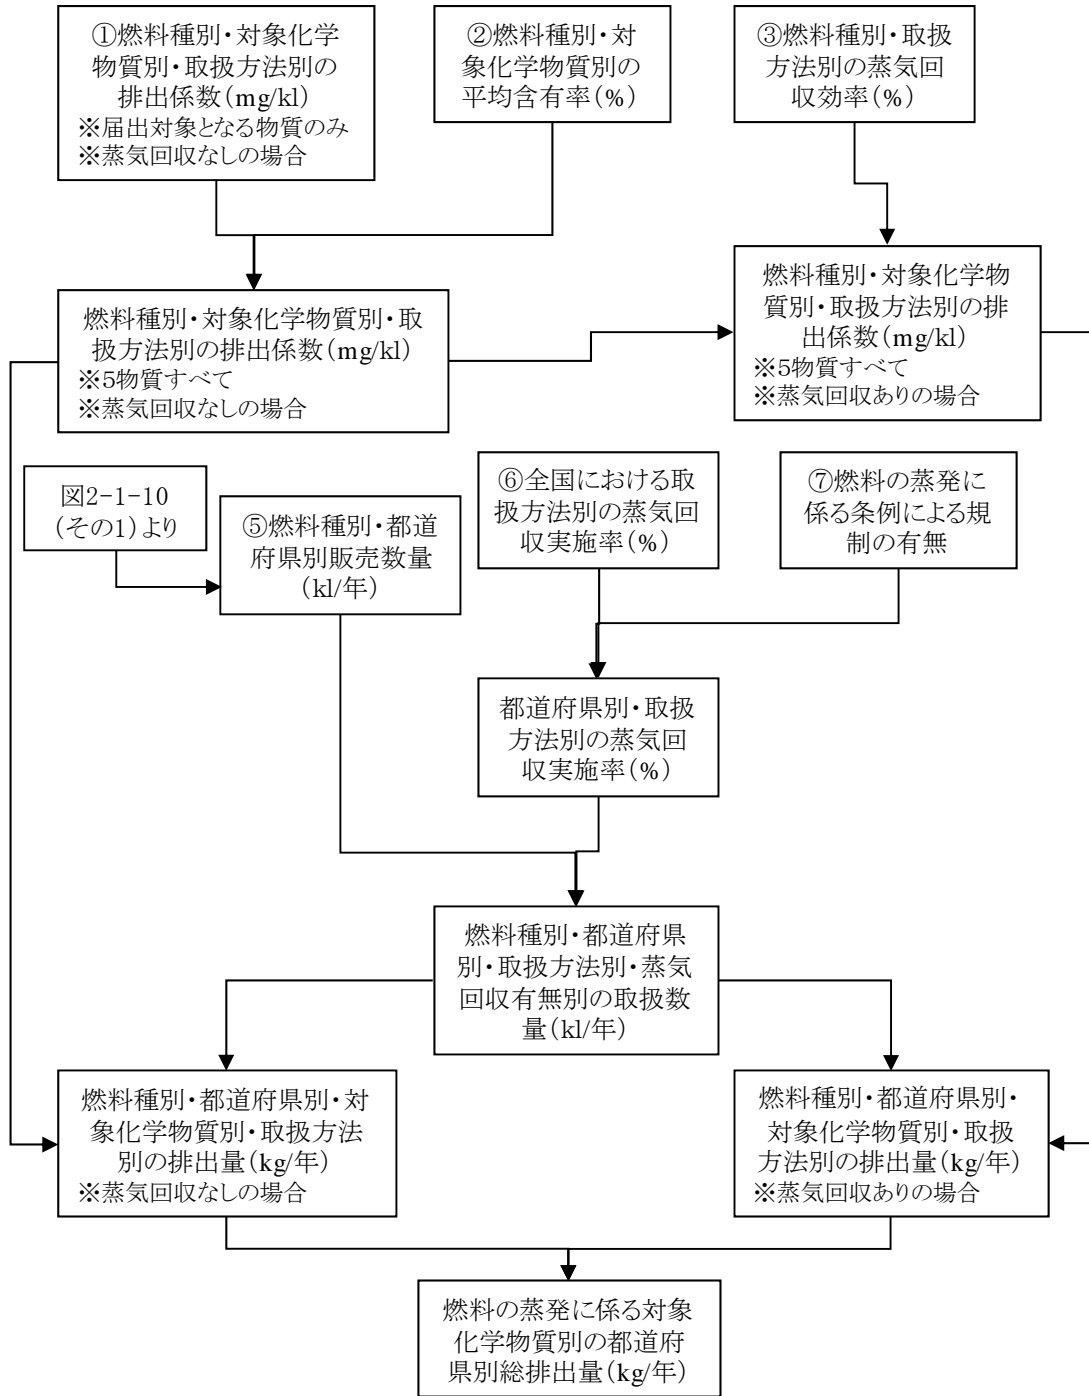 ①燃料種別・対象化学
物質別・取扱方法別の
排出係数(mg/kl)
※届出対象となる物質のみ
※蒸気回収なしの場合
②燃料種別・対
象化学物質別の
平均含有率(%)
③燃料種別・取扱
方法別の蒸気回
収効率(%)
燃料種別・対象化学物質別・取
扱方法別の排出係数(mg/kl)
※5物質すべて
※蒸気回収なしの場合
燃料種別・対象化学物
質別・取扱方法別の排
出係数(mg/kl)
※5物質すべて
※蒸気回収ありの場合
図2-1-10
(その1)より
⑤燃料種別・都道
府県別販売数量
(kl/年)
⑥全国における取
扱方法別の蒸気回
収実施率(%)
⑦燃料の蒸発に
係る条例による規
制の有無
都道府県別・取扱
方法別の蒸気回
収実施率(%)
燃料種別・都道府県
別・取扱方法別・蒸気
回収有無別の取扱数
量(kl/年)
燃料種別・都道府県別・対
象化学物質別・取扱方法
別の排出量(kg/年)
※蒸気回収なしの場合
燃料種別・都道府県別・
対象化学物質別・取扱
方法別の排出量(kg/年)
※蒸気回収ありの場合
燃料の蒸発に係る対象
化学物質別の都道府
県別総排出量(kg/年)